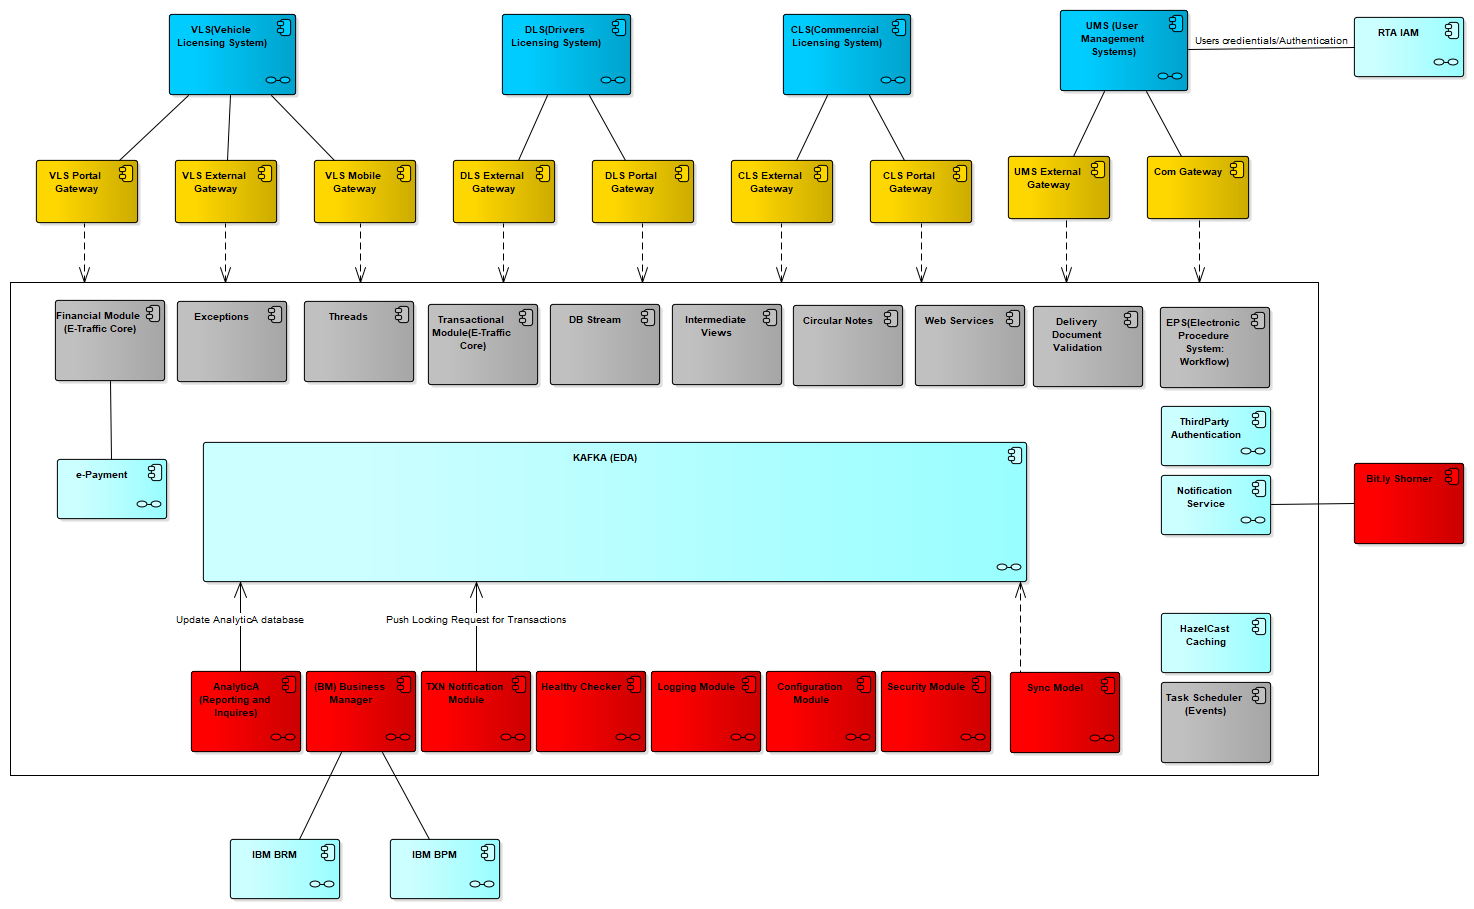 VLS(Vehicle
Licensing System)
DLS(Drivers
Licensing System)
CLS(Commenrcial
Licensing System)
UMS (User
Management
Systems)
Users credientials/Authentication
RTA IAM
VLS Portal
Gateway
VLS External
Gateway
VLS Mobile
Gateway
DLS External
Gateway
DLS Portal
Gateway
CLS External
Gateway
CLS Portal
Gateway
UMS External
Gateway
Com Gateway
Financial Module
(E-Traffic Core)
Exceptions
Threads
Transactional
Module(E-Traffic
Core)
DB Stream
Intermediate
Views
Circular Notes
Web Services
Delivery
Document
Validation
EPS(Electronic
Procedure
System:
Workflow)
ThirdParty
Authentication
e-Payment
KAFKA (EDA)
Notification
Service
Bit.ly Shorner
Update AnalyticA database
Push Locking Request for Transactions
HazelCast
Caching
AnalyticA
(Reporting and
Inquires)
(BM) Business
Manager
TXN Notification
Module
Healthy Checker
Logging Module
Configuration
Module
Security Module
Sync Model
Task Scheduler
(Events)
IBM BRM
IBM BPM